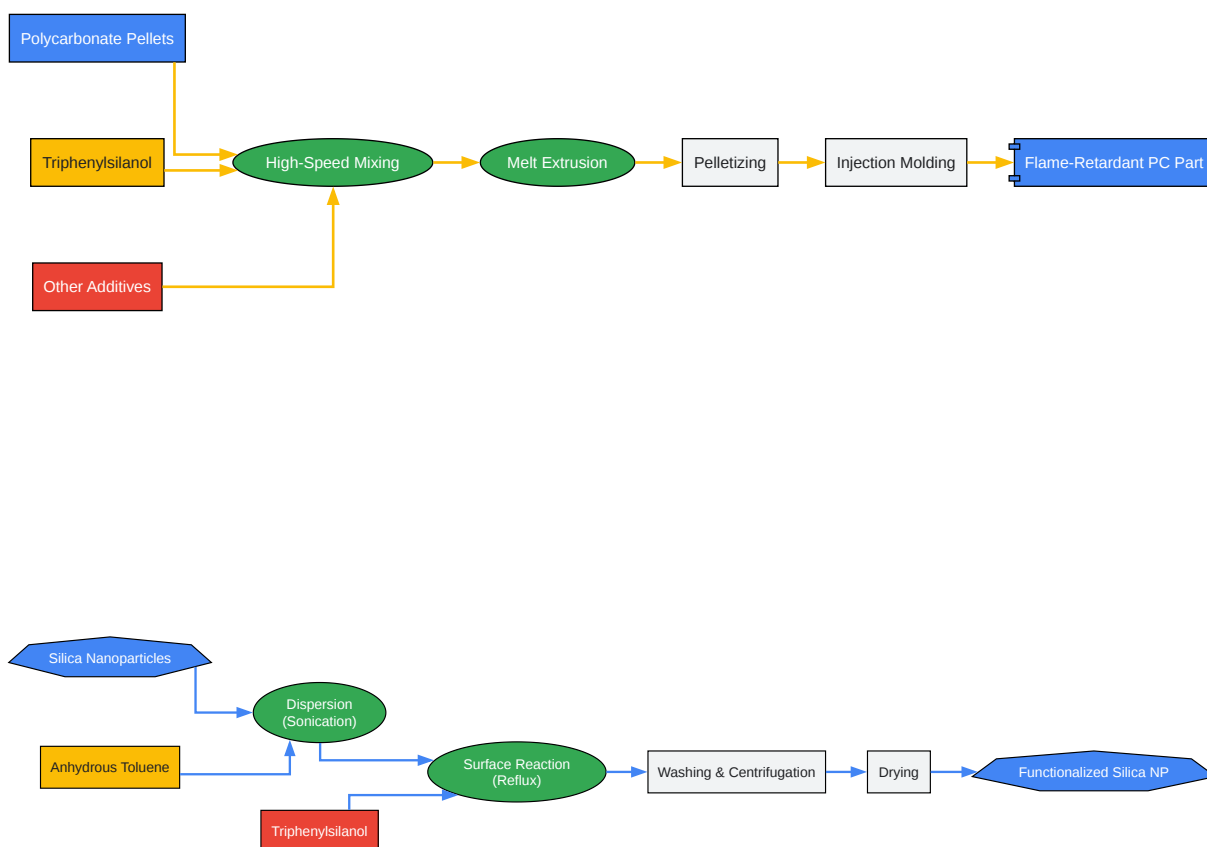 Polycarbonate Pellets
Triphenylsilanol
High-Speed Mixing
Melt Extrusion
Pelletizing
Injection Molding
Flame-Retardant PC Part
Other Additives
Silica Nanoparticles
Dispersion
(Sonication)
Anhydrous Toluene
Surface Reaction
(Reflux)
Washing & Centrifugation
Drying
Functionalized Silica NP
Triphenylsilanol